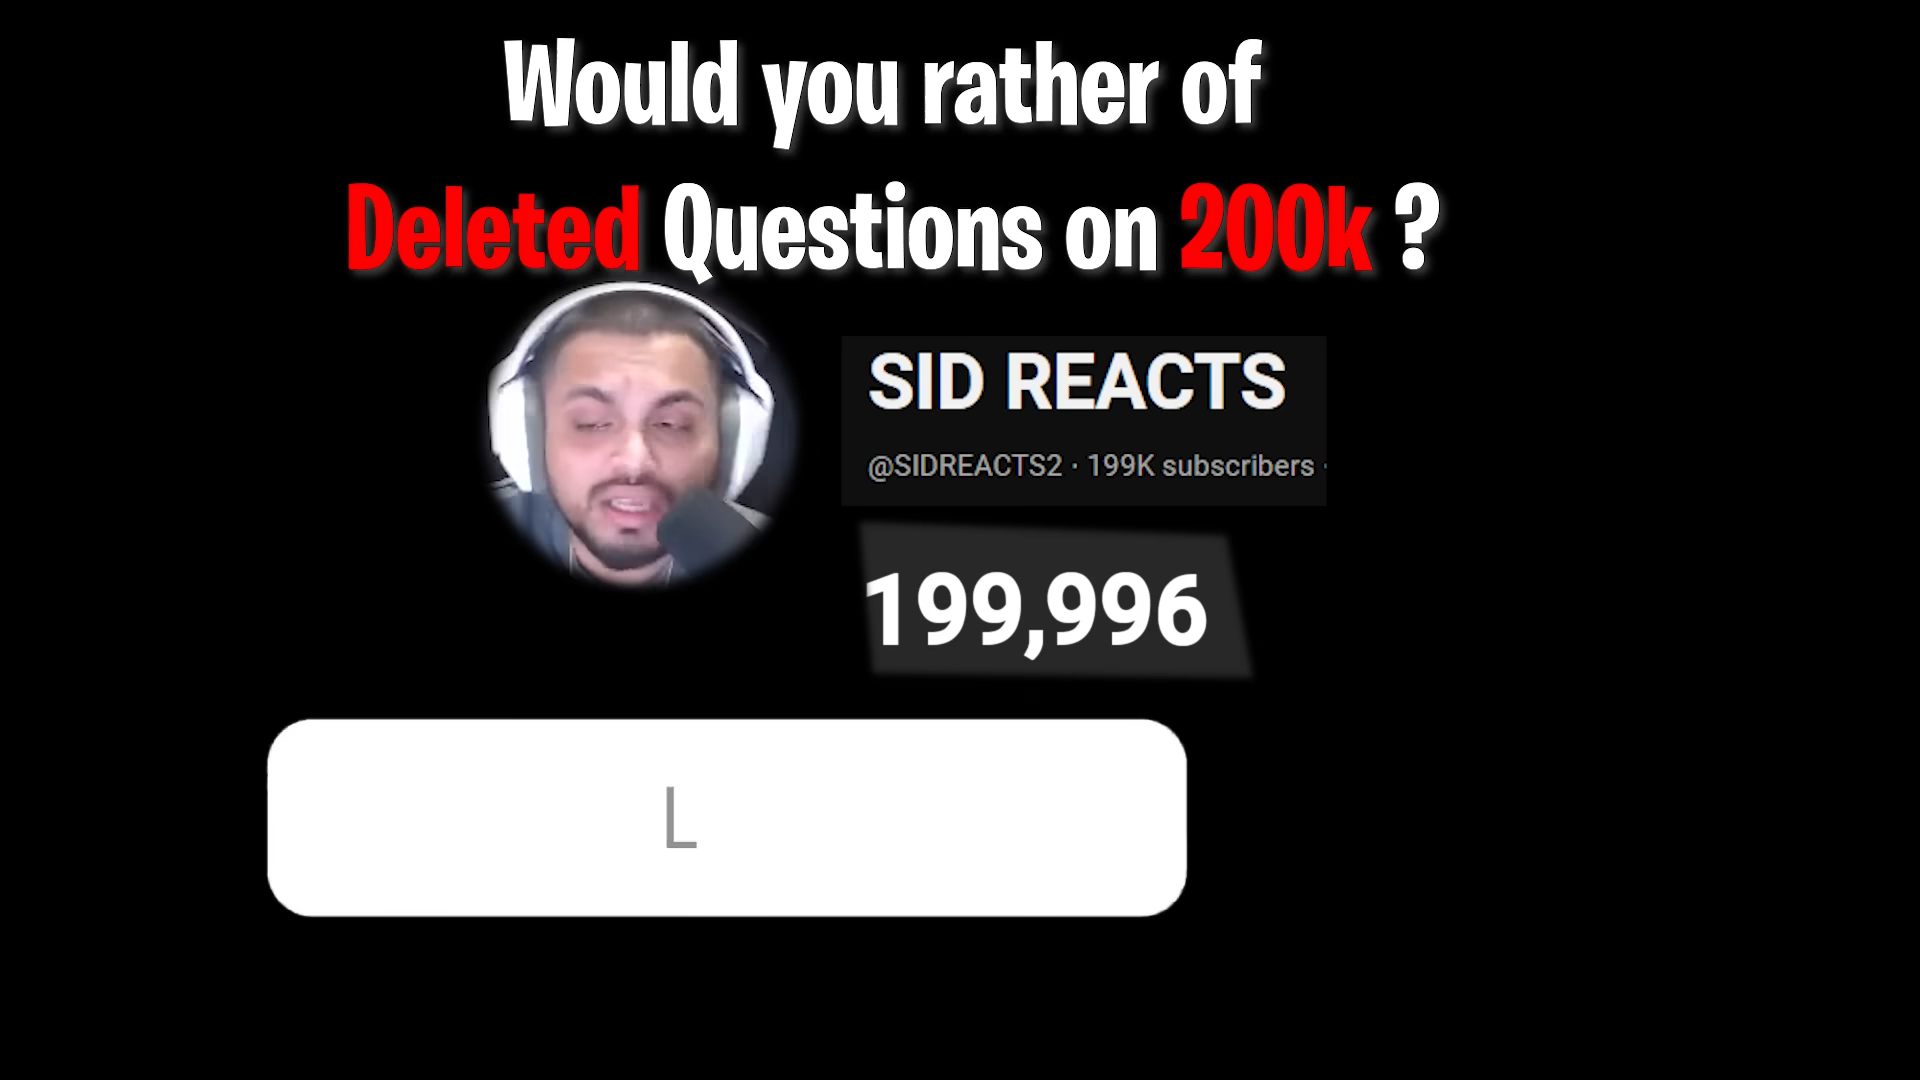 Would you rather of
Deleted Questions on 200k ?
SID REACTS
@SIDREACTS2 · 199K subscribers ·
199,996
L